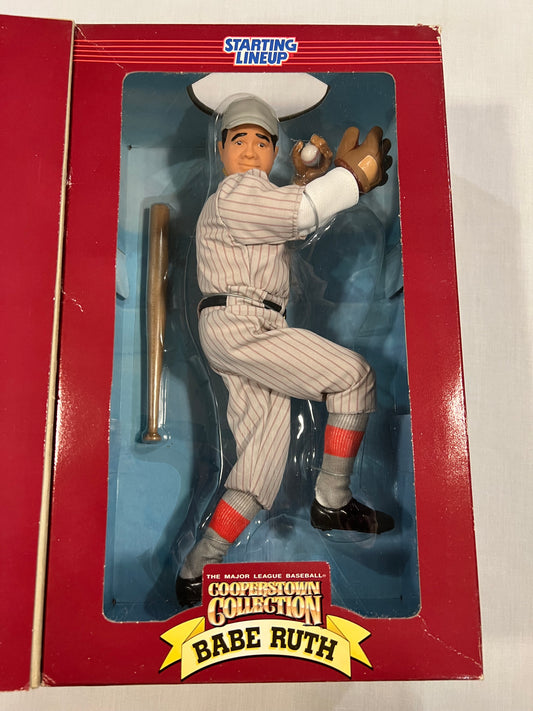 STARTING
LINEUP
THE MAJOR LEAGUE BASEBALL®
COOPERSTOWN
COLLECTION
BABE RUTH